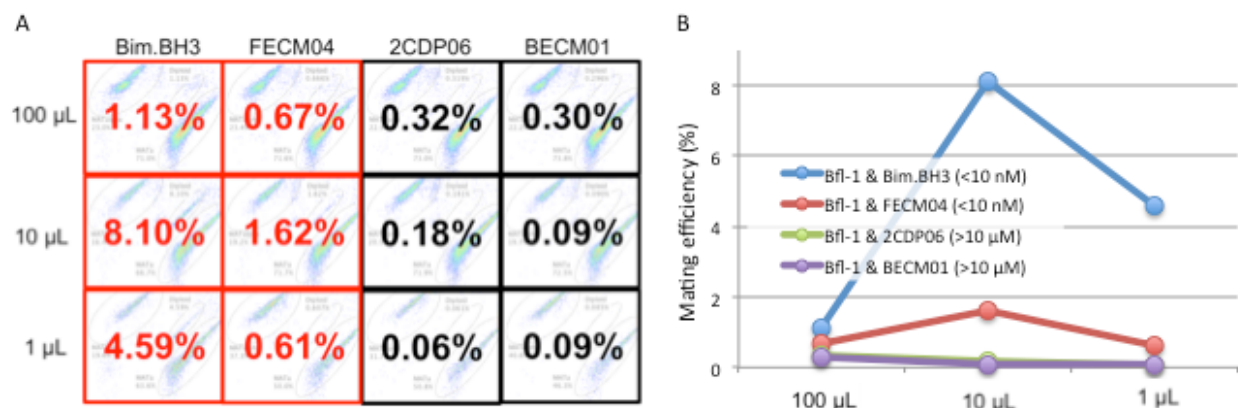 A
Bim.BH3 FECM04 2CDP06 BECM01
100 µL 1.13% 0.67% 0.32% 0.30%
10 µL 8.10% 1.62% 0.18% 0.09%
1 µL 4.59% 0.61% 0.06% 0.09%
B
Mating efficiency (%)
8
6
4
2
0
Bfl-1 & Bim.BH3 (<10 nM)
Bfl-1 & FECM04 (<10 nM)
Bfl-1 & 2CDP06 (>10 µM)
Bfl-1 & BECM01 (>10 µM)
100 µL 10 µL 1 µL